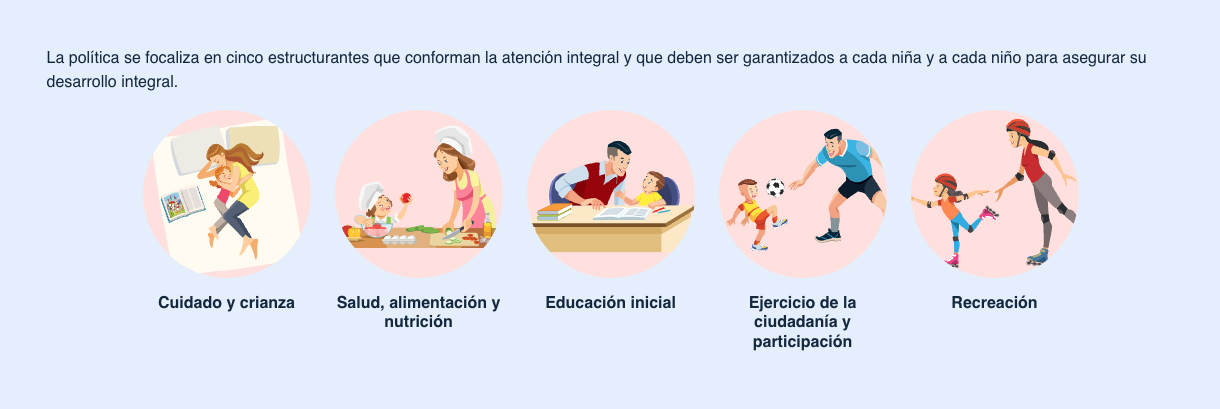 La política se focaliza en cinco estructurantes que conforman la atención integral y que deben ser garantizados a cada niña y a cada niño para asegurar su
desarrollo integral.
Cuidado y crianza
Salud, alimentación y
nutrición
Educación inicial
Ejercicio de la
ciudadanía y
participación
Recreación